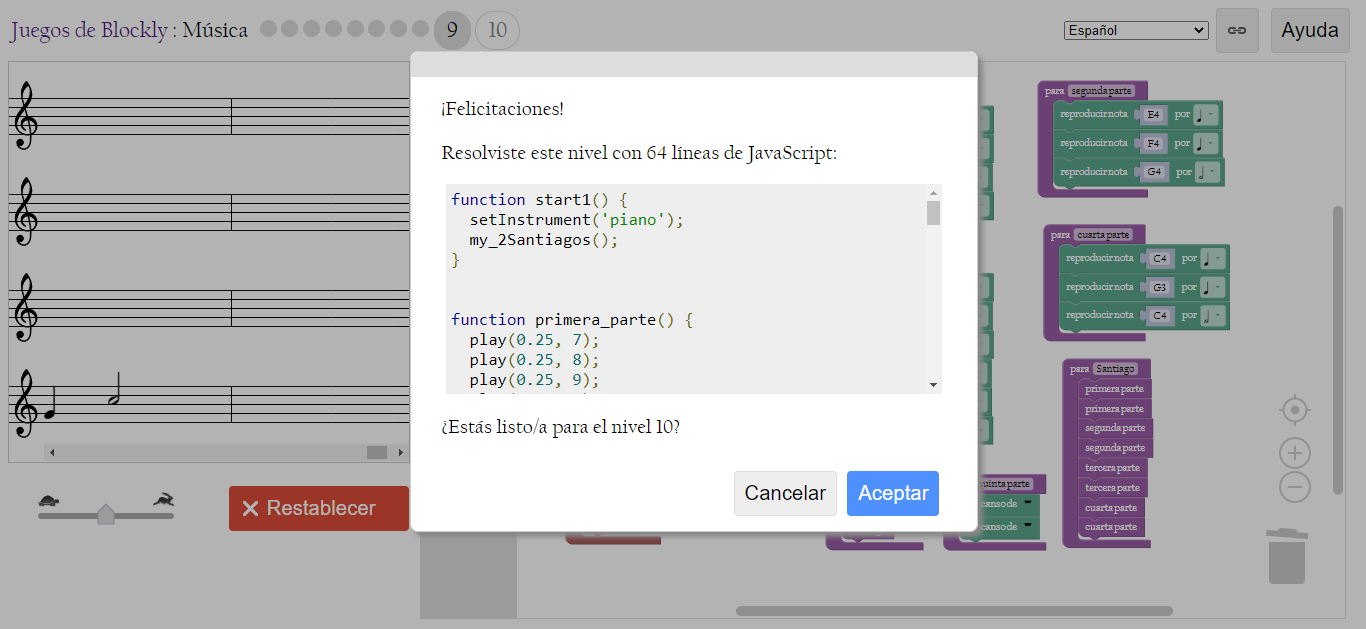 Juegos de Blockly : Música
9
10
Español
Ayuda
¡Felicitaciones!
Resolviste este nivel con 64 líneas de JavaScript:
function start1() {
setInstrument('piano');
my_2Santiagos();
}
function primera_parte() {
play(0.25, 7);
play(0.25, 8);
play(0.25, 9);
¿Estás listo/a para el nivel 10?
Cancelar
Aceptar
Restablecer
para segunda parte
reproducir nota E4 por
reproducir nota F4 por
reproducir nota G4 por
para cuarta parte
reproducir nota C4 por
reproducir nota G3 por
reproducir nota C4 por
para Santiago
primera parte
primera parte
segunda parte
segunda parte
tercera parte
tercera parte
cuarta parte
cuarta parte